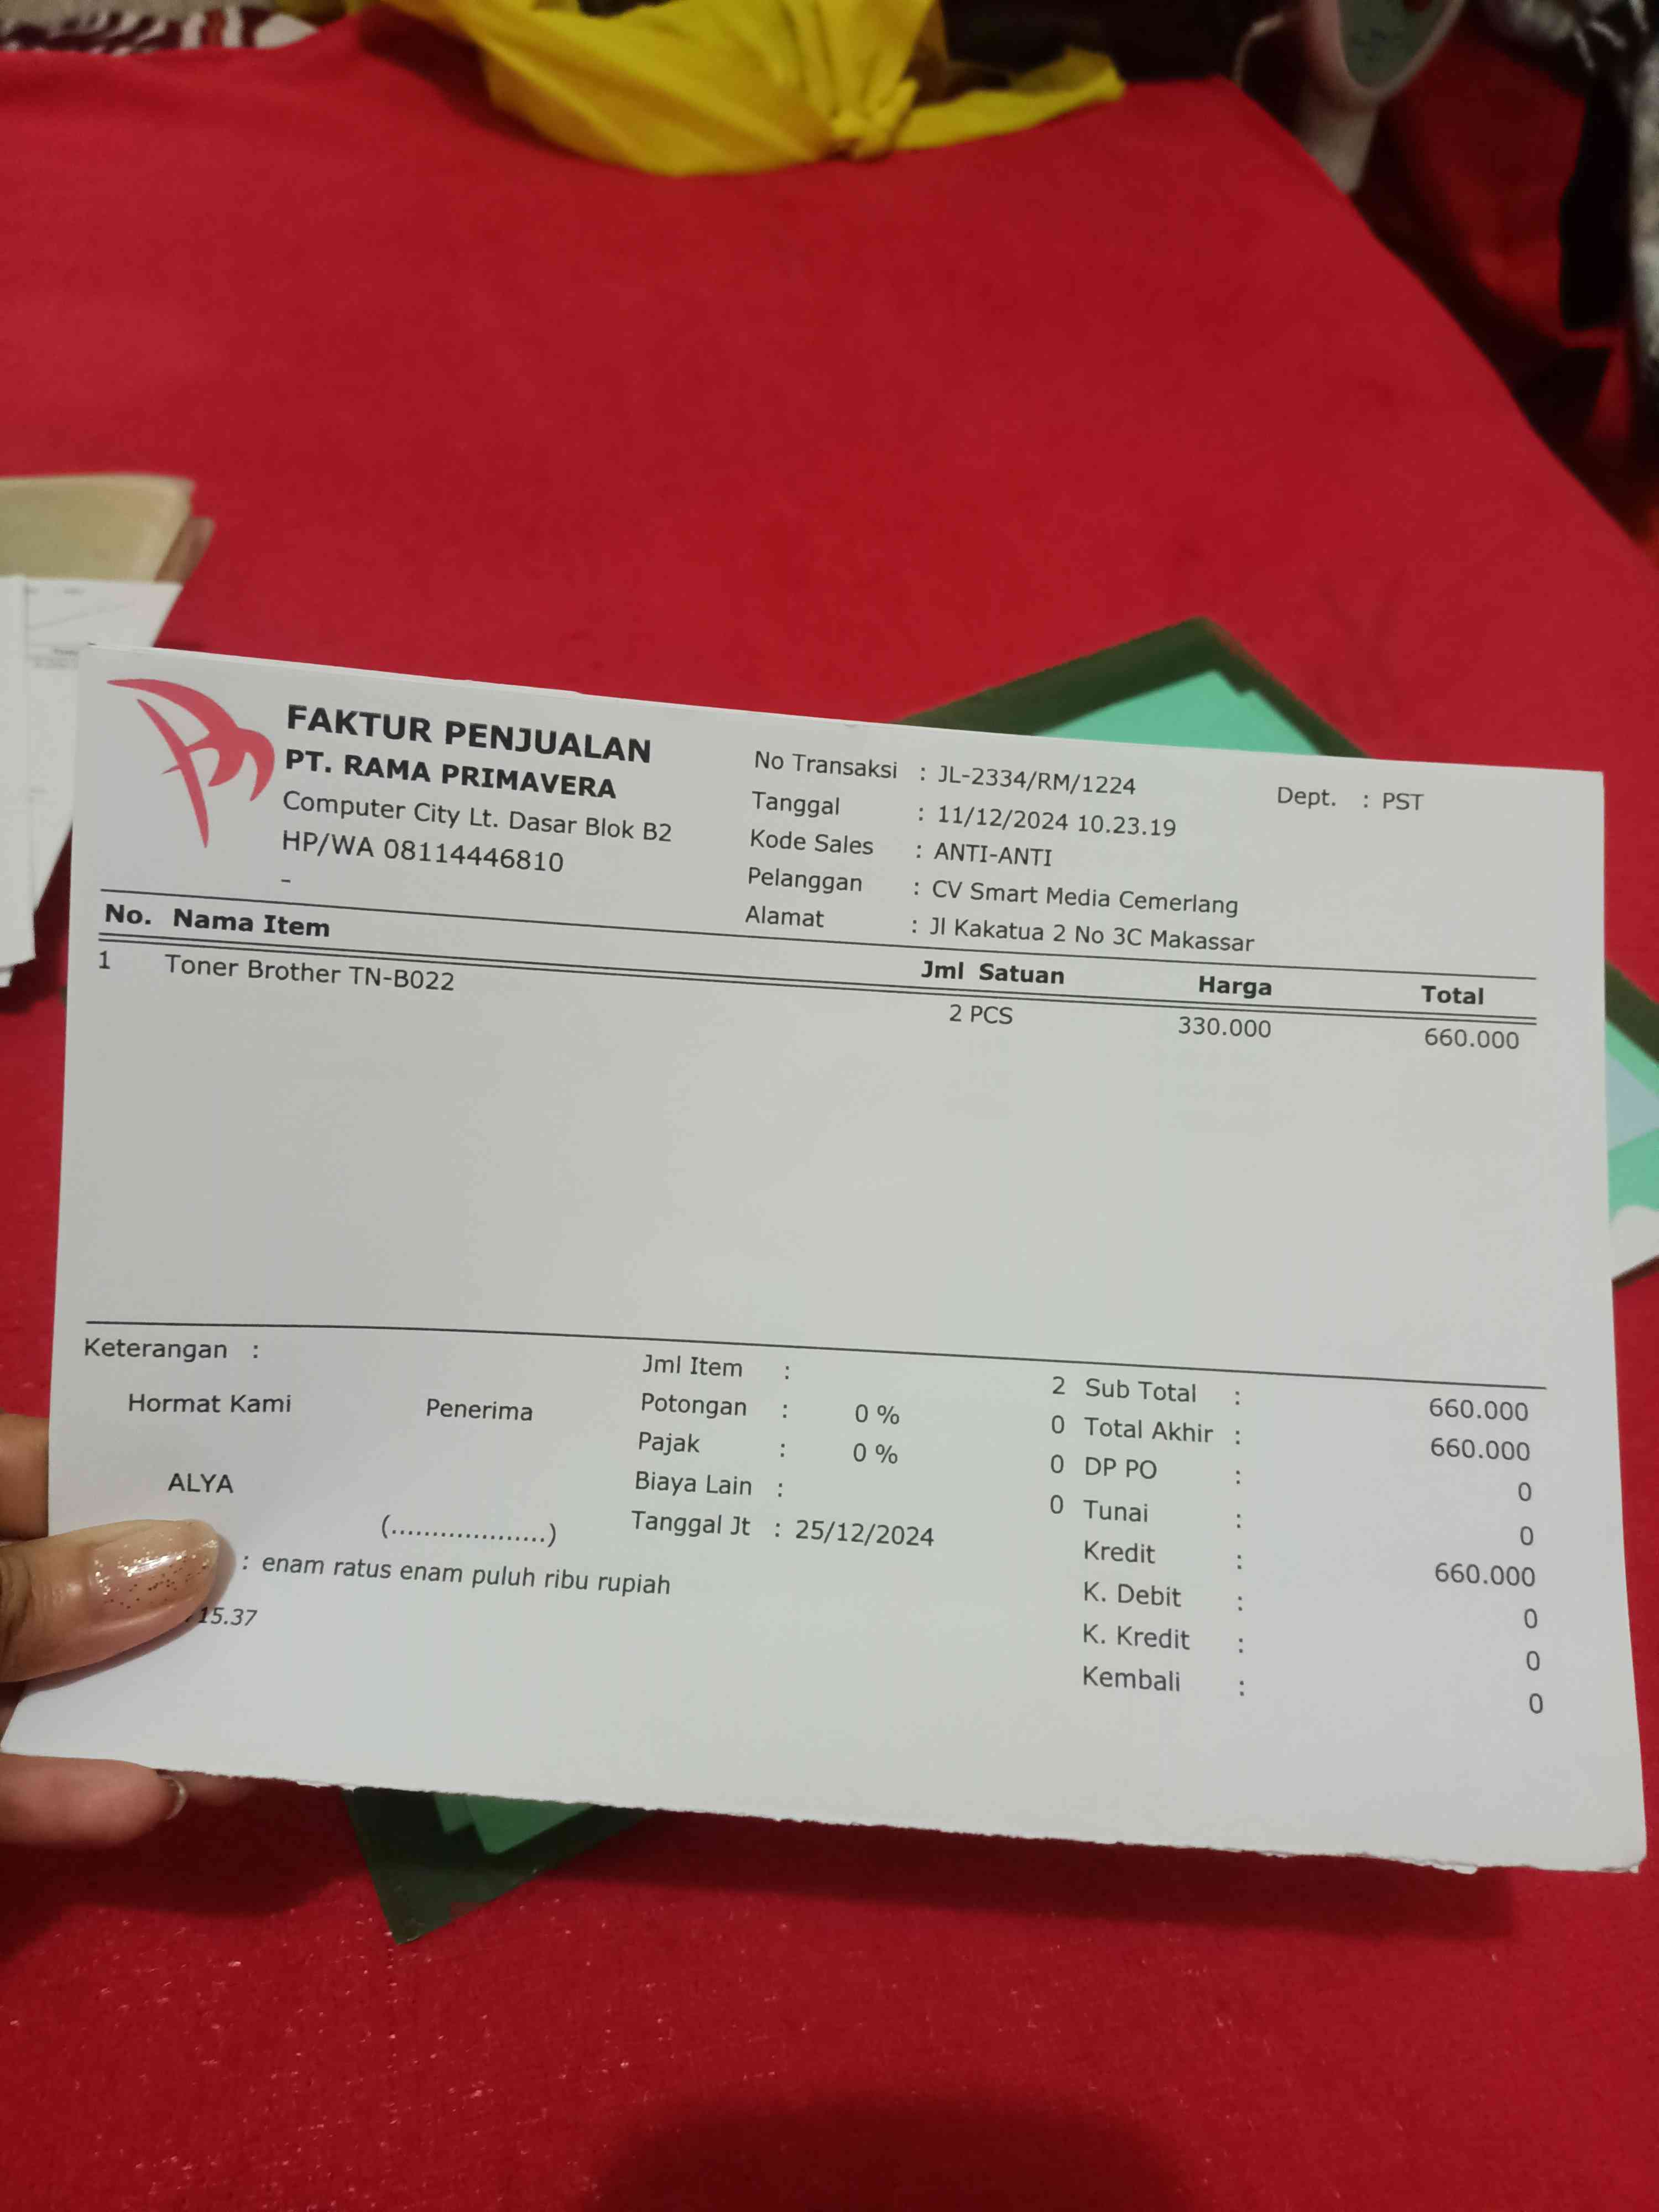 FAKTUR PENJUALAN
PT. RAMA PRIMAVERA
Computer City Lt. Dasar Blok B2
HP/WA 08114446810
-
No Transaksi : JL-2334/RM/1224
Tanggal : 11/12/2024 10.23.19
Kode Sales : ANTI-ANTI
Pelanggan : CV Smart Media Cemerlang
Alamat : Jl Kakatua 2 No 3C Makassar
Dept. : PST
No. Nama Item Jml Satuan Harga Total
1 Toner Brother TN-B022 2 PCS 330.000 660.000
Keterangan :
Hormat Kami Penerima
ALYA
(...................)
: enam ratus enam puluh ribu rupiah
15.37
Jml Item : 2
Potongan : 0 % 0
Pajak : 0 % 0
Biaya Lain : 0
Tanggal Jt : 25/12/2024
Sub Total : 660.000
Total Akhir : 660.000
DP PO : 0
Tunai : 0
Kredit : 660.000
K. Debit : 0
K. Kredit : 0
Kembali : 0